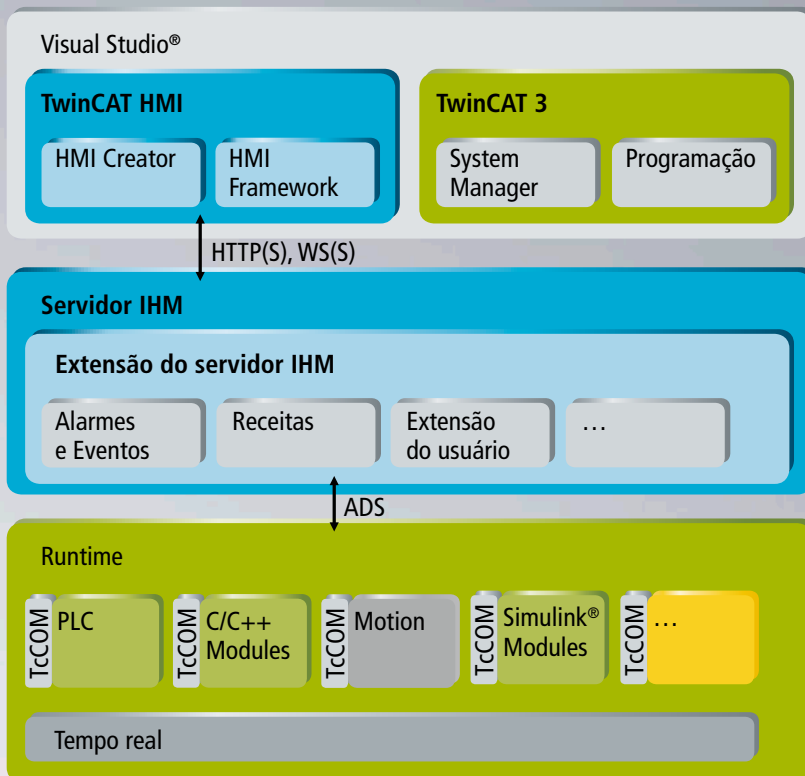 Visual Studio®
TwinCAT HMI
HMI Creator
HMI
Framework
TwinCAT 3
System
Manager
Programação
HTTP(S), WS(S)
Servidor IHM
Extensão do servidor IHM
Alarmes
e Eventos
Receitas
Extensão
do usuário
...
ADS
Runtime
TcCOM
PLC
TcCOM
C/C++
Modules
TcCOM
Motion
TcCOM
Simulink®
Modules
TcCOM
...
Tempo real